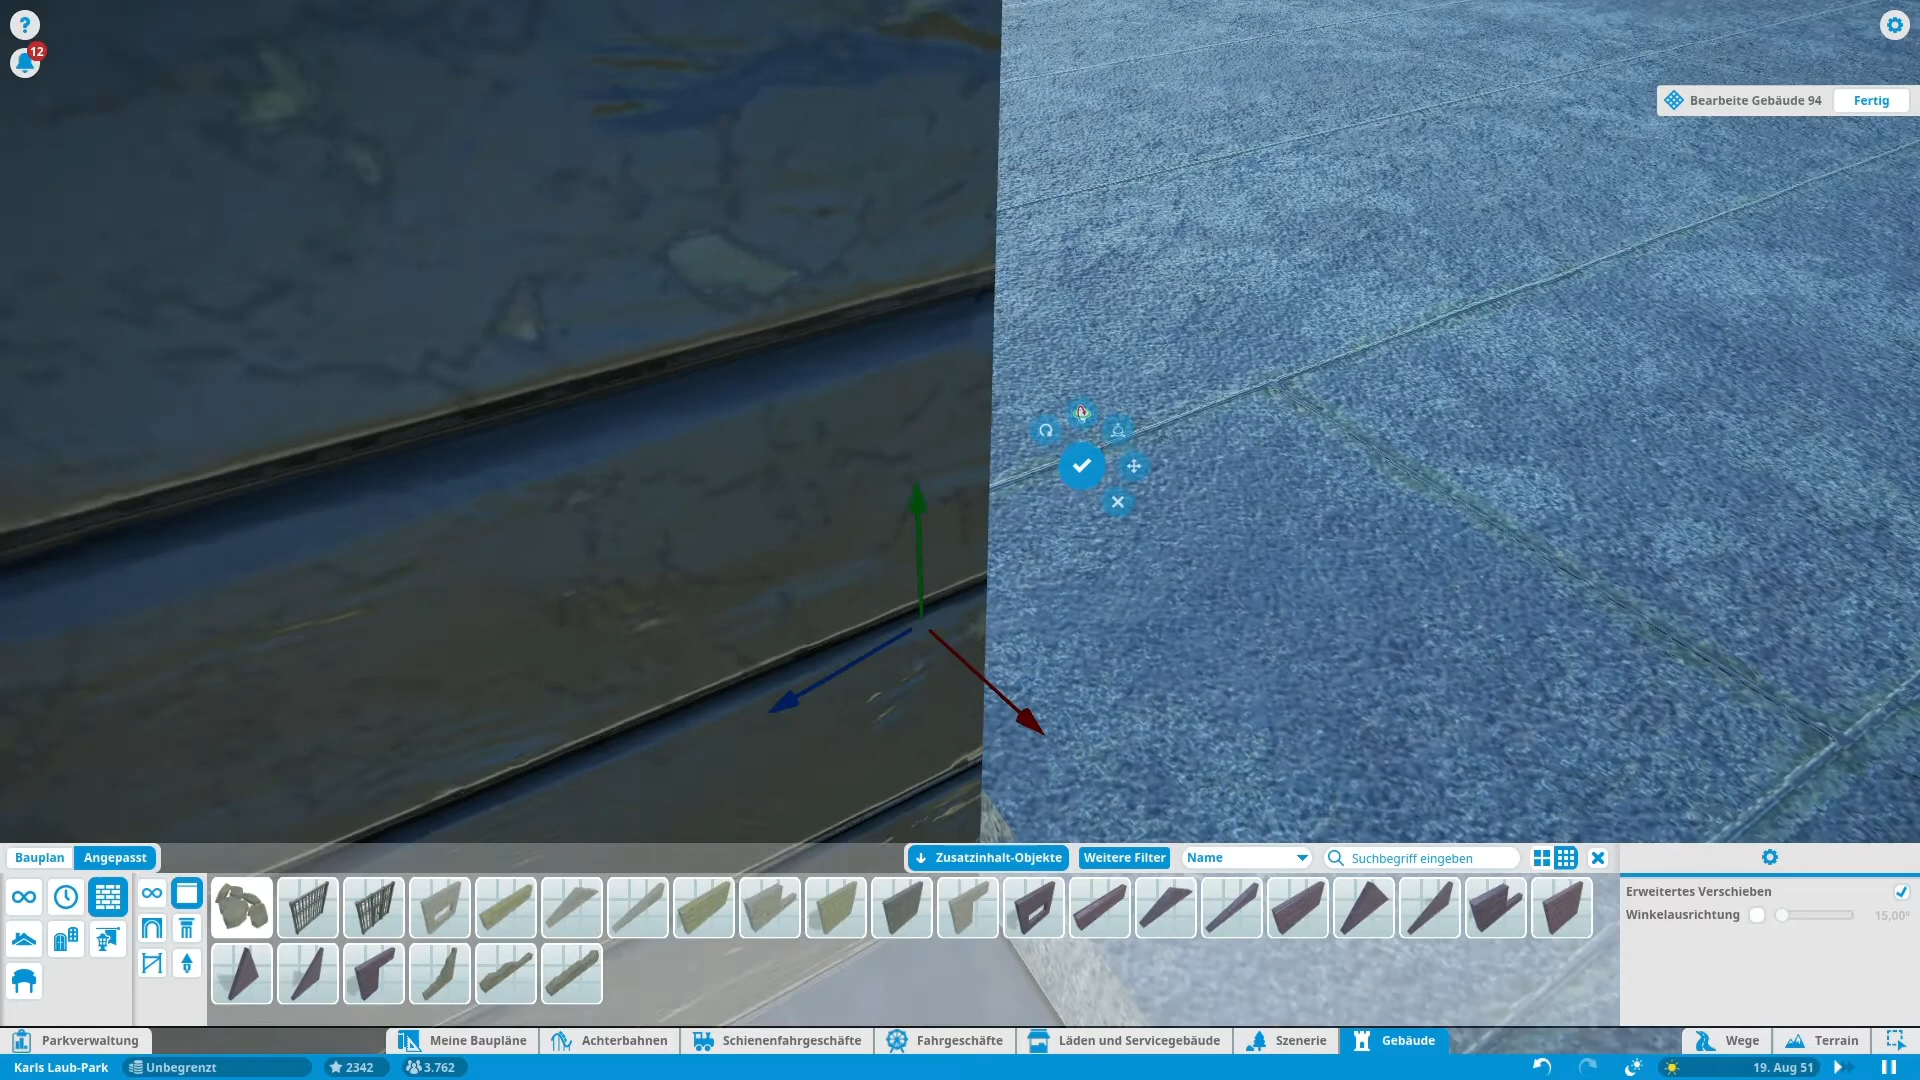 ?
12
Bearbeite Gebäude 94
Fertig
Bauplan
Angepasst
Zusatzinhalt-Objekte
Weitere Filter
Name
Suchbegriff eingeben
Erweitertes Verschieben
Winkelausrichtung
15,00°
Parkverwaltung
Meine Baupläne
Achterbahnen
Schienenfahrgeschäfte
Fahrgeschäfte
Läden und Servicegebäude
Szenerie
Gebäude
Wege
Terrain
Karls Laub-Park
Unbegrenzt
2342
3.762
19. Aug 51